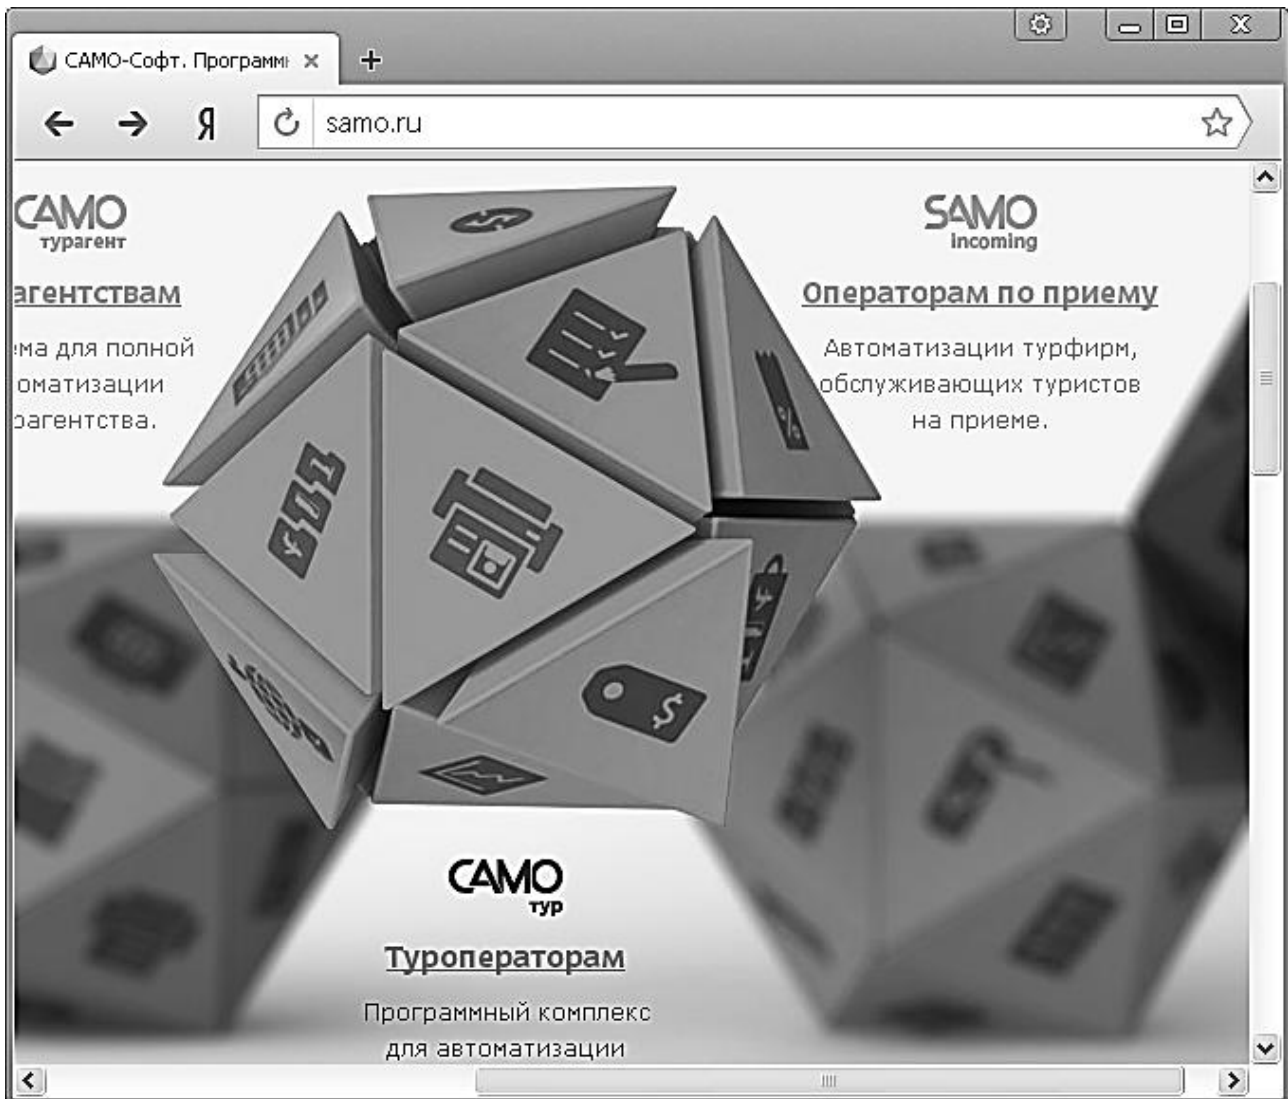 САМО-Софт. Программ
Я
samo.ru
САМО
турагент
агентствам
ма для полной
оматизации
рагентства.
SAMO
incoming
Операторам по приему
Автоматизации турфирм,
обслуживающих туристов
на приеме.
САМО
тур
Туроператорам
Программный комплекс
для автоматизации